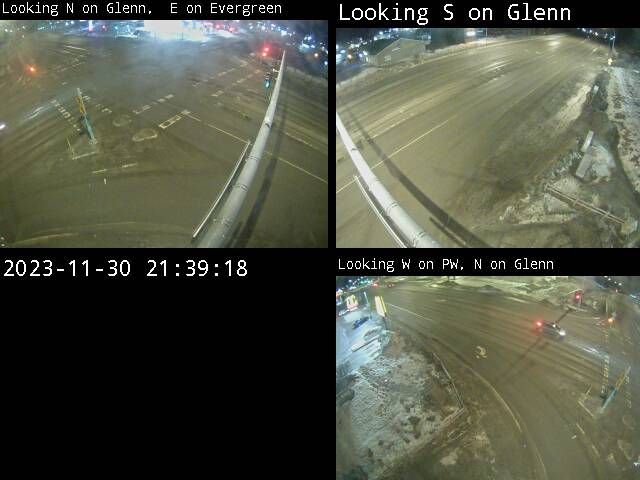 Looking N on Glenn,  E on Evergreen
Looking S on Glenn
2023-11-30 21:39:18
Looking W on PW, N on Glenn